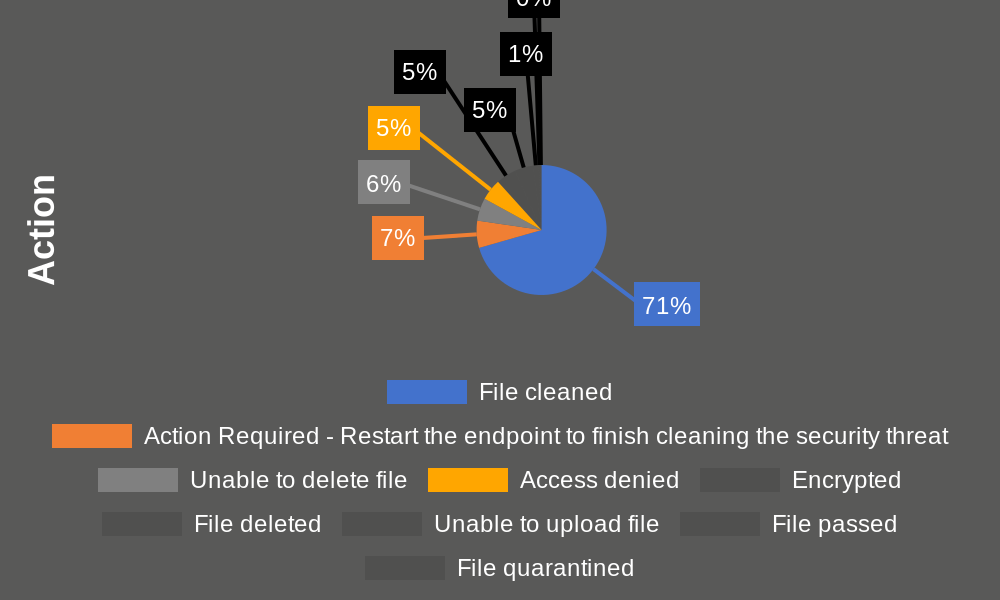 1%
5%
5%
5%
6%
7%
71%
Action
File cleaned
Action Required - Restart the endpoint to finish cleaning the security threat
Unable to delete file Access denied Encrypted
File deleted Unable to upload file File passed
File quarantined